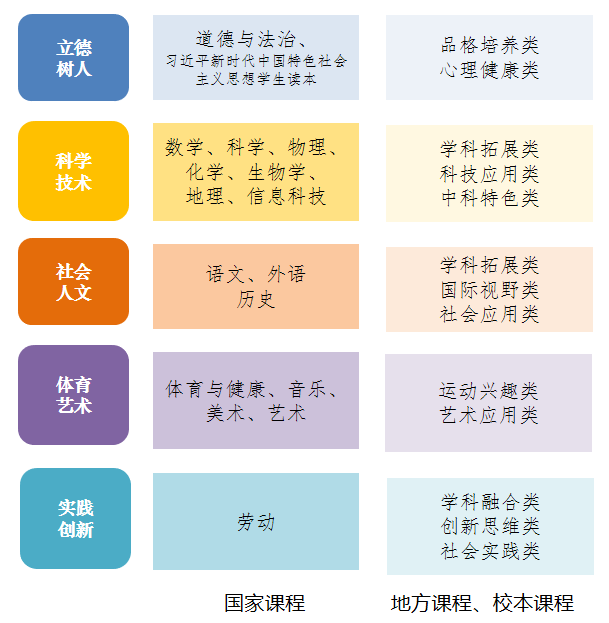 立德
树人
道德与法治、
习近平新时代中国特色社会
主义思想学生读本
品格培养类
心理健康类
科学
技术
数学、科学、物理、
化学、生物学、
地理、信息科技
学科拓展类
科技应用类
中科特色类
社会
人文
语文、外语
历史
学科拓展类
国际视野类
社会应用类
体育
艺术
体育与健康、音乐、
美术、艺术
运动兴趣类
艺术应用类
实践
创新
劳动
学科融合类
创新思维类
社会实践类
国家课程
地方课程、校本课程